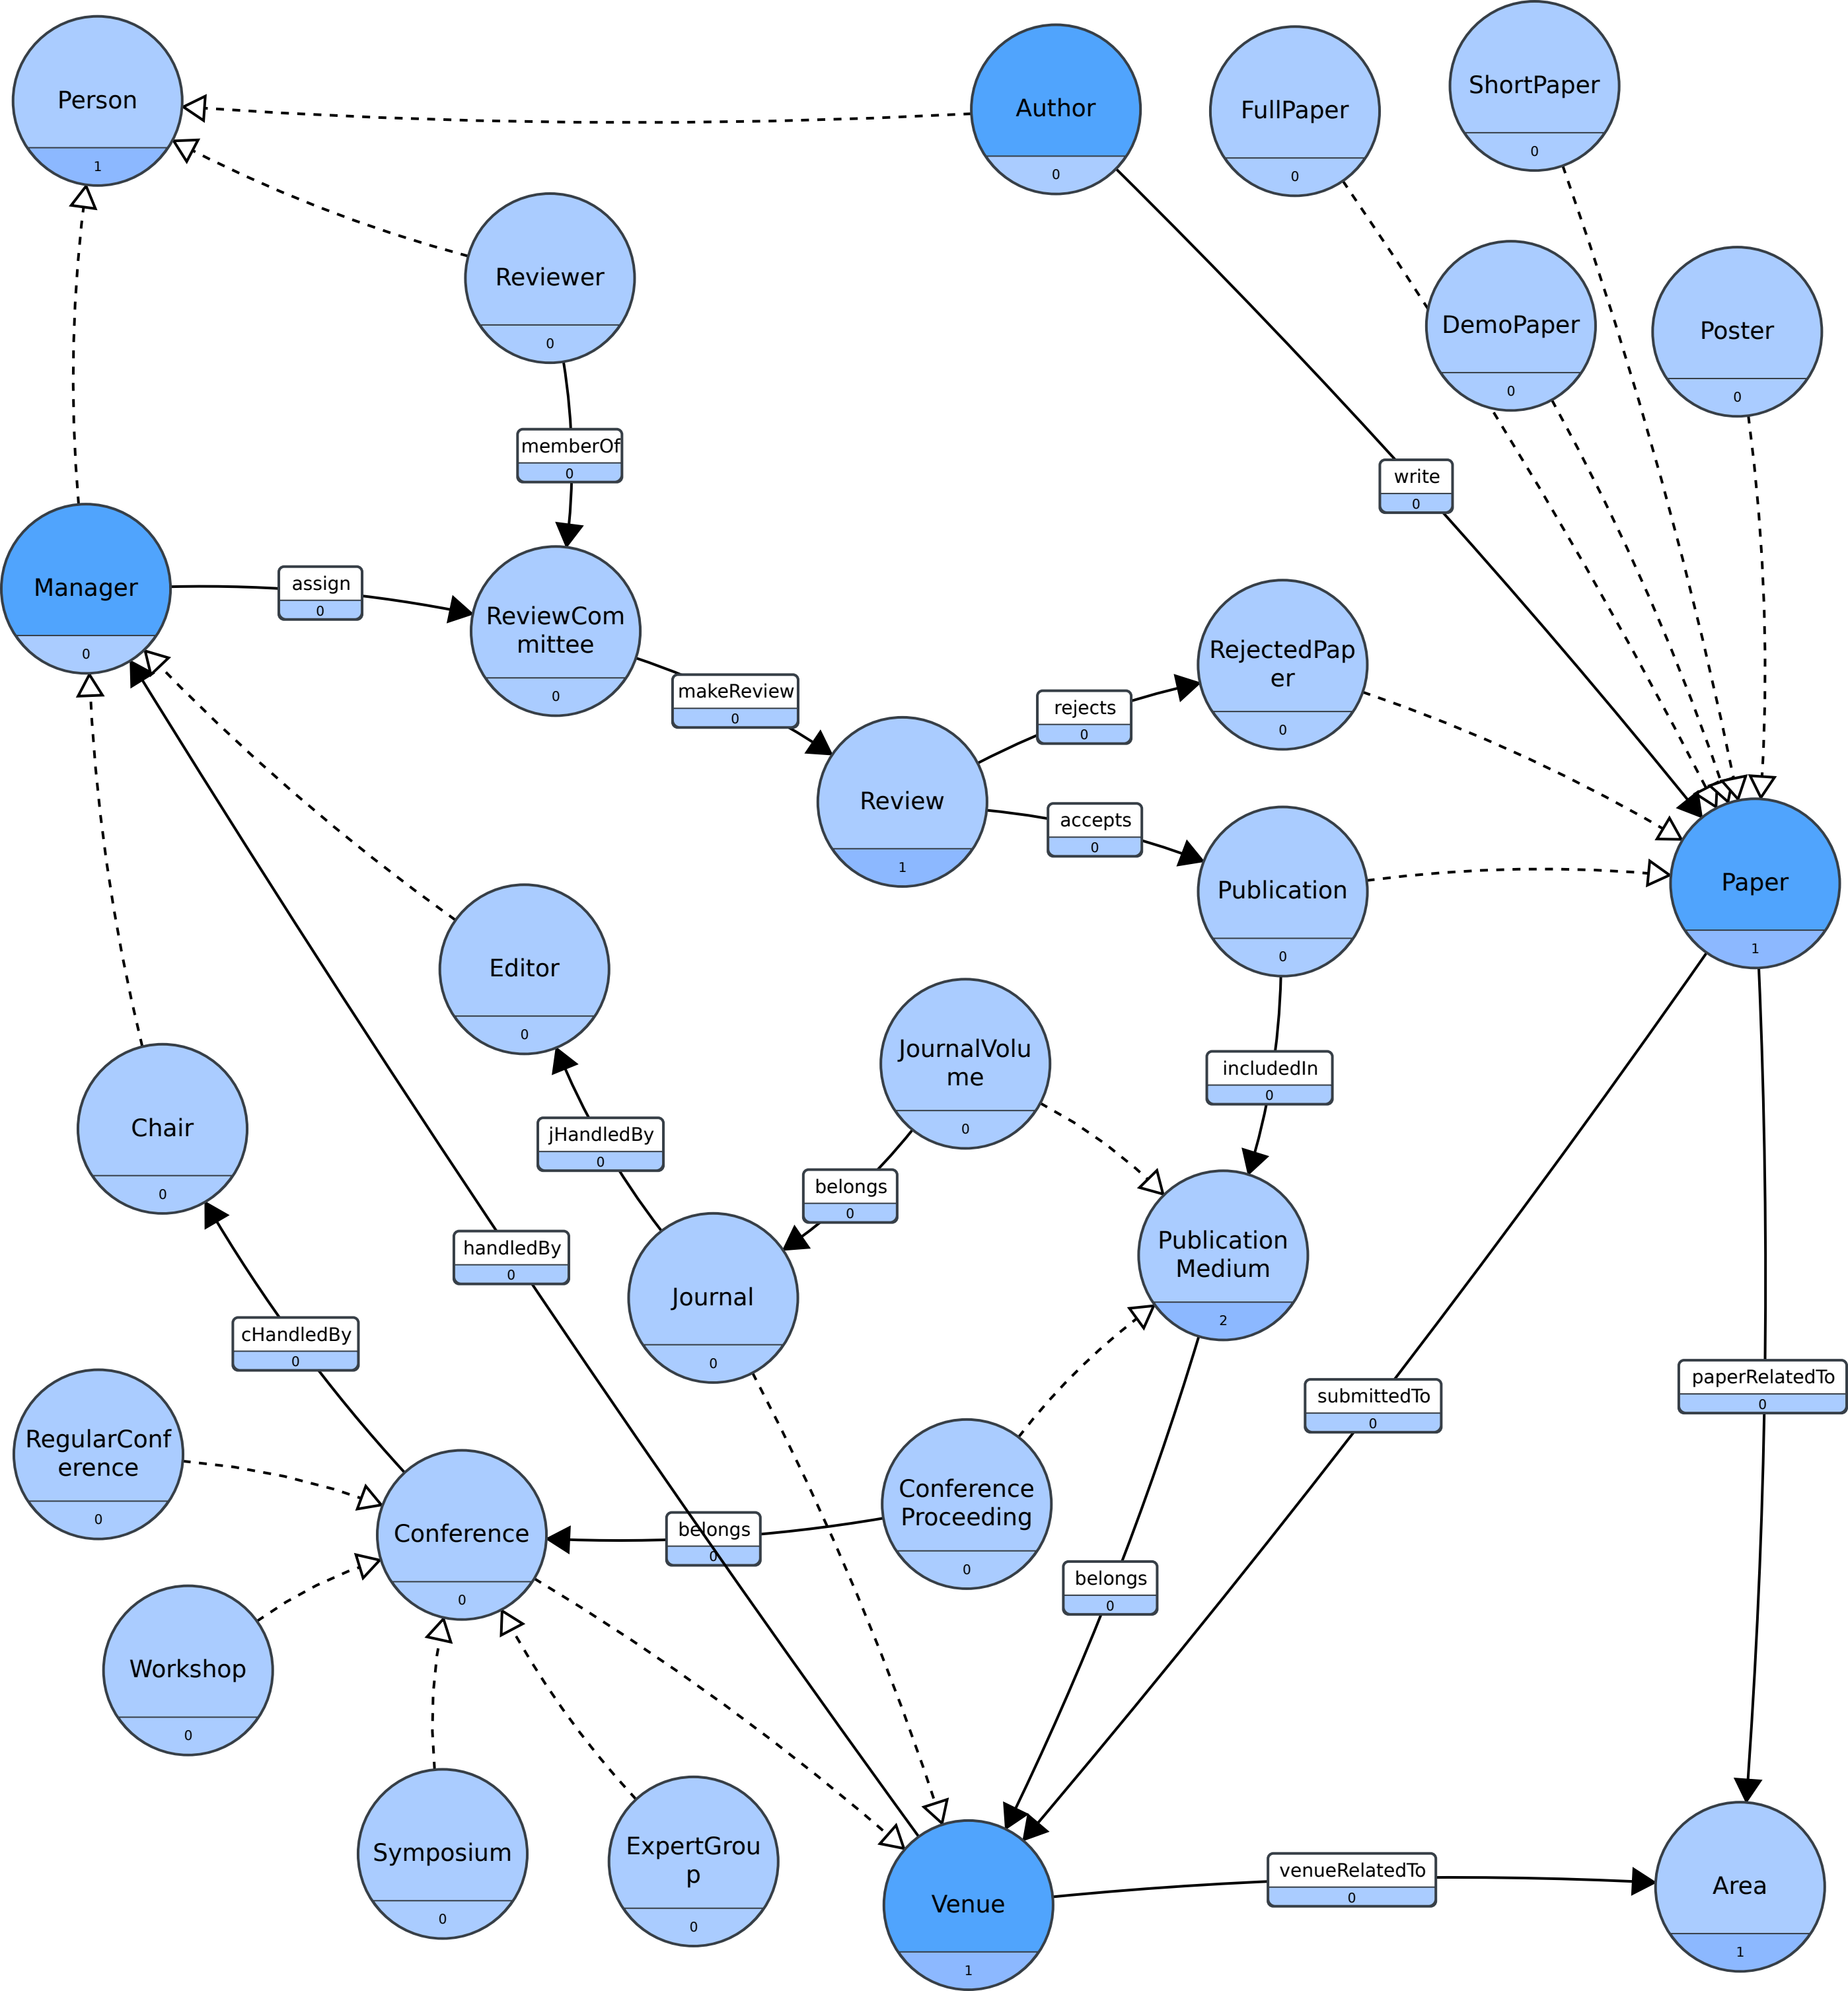 Person
1
Author
0
FullPaper
0
ShortPaper
0
Reviewer
0
DemoPaper
0
Poster
0
memberOf
0
write
0
Manager
0
assign
0
ReviewCom
mittee
0
makeReview
0
Review
1
rejects
0
RejectedPap
er
0
accepts
0
Publication
0
Paper
1
Editor
0
JournalVolu
me
0
includedIn
0
Chair
0
jHandledBy
0
belongs
0
Publication
Medium
2
handledBy
0
Journal
0
cHandledBy
0
submittedTo
0
paperRelatedTo
0
RegularConf
erence
0
Conference
0
belongs
0
Conference
Proceeding
0
belongs
0
Workshop
0
Symposium
0
ExpertGrou
p
0
Venue
1
venueRelatedTo
0
Area
1